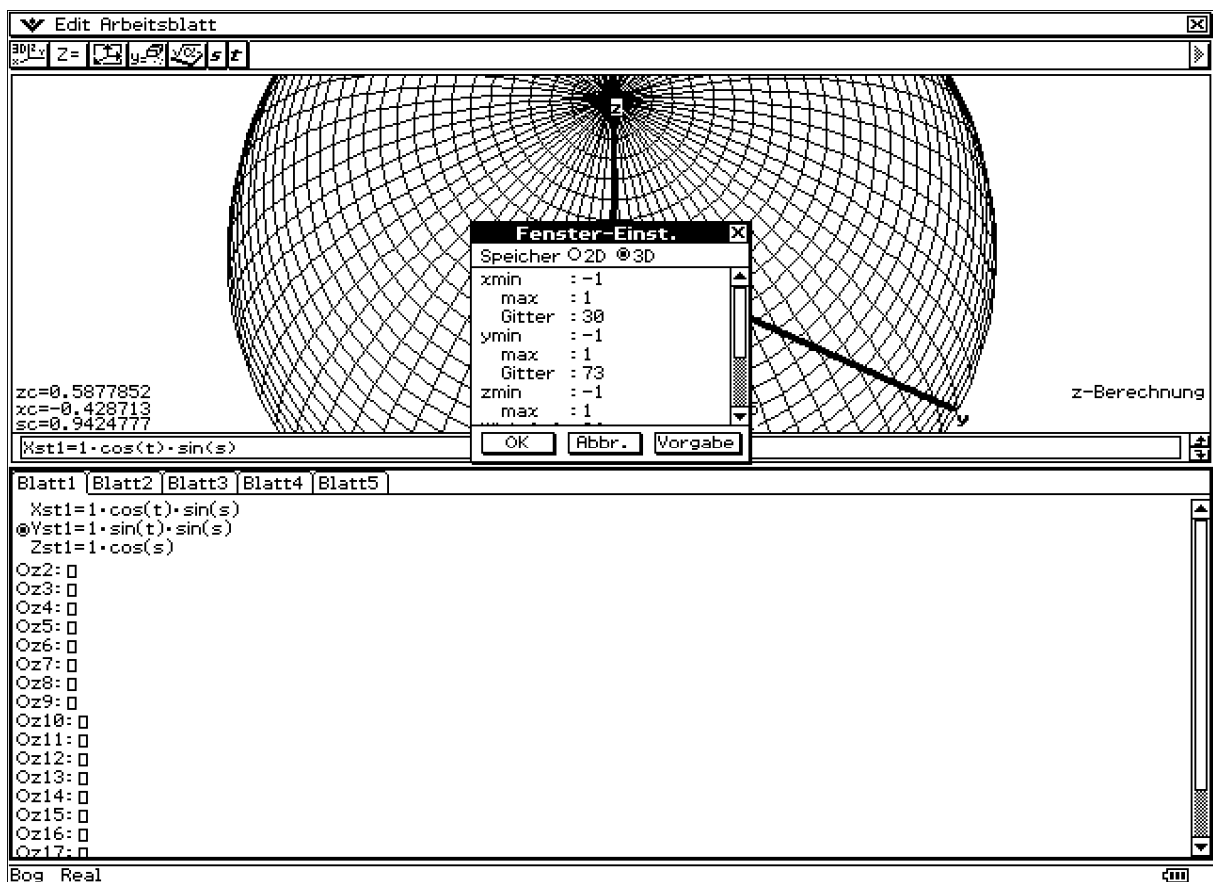 Edit Arbeitsblatt
Z= y= s t
z
Fenster-Einst.
Speicher 2D 3D
xmin :-1
max :1
Gitter :30
ymin :-1
max :1
Gitter :73
zmin :-1
max :1
OK Abbr. Vorgabe
y
zc=0.5877852
xc=-0.428713
sc=0.9424777
z-Berechnung
Xst1=1·cos(t)·sin(s)
Blatt1 Blatt2 Blatt3 Blatt4 Blatt5
Xst1=1·cos(t)·sin(s)
Yst1=1·sin(t)·sin(s)
Zst1=1·cos(s)
z2:
z3:
z4:
z5:
z6:
z7:
z8:
z9:
z10:
z11:
z12:
z13:
z14:
z15:
z16:
z17:
Bog Real